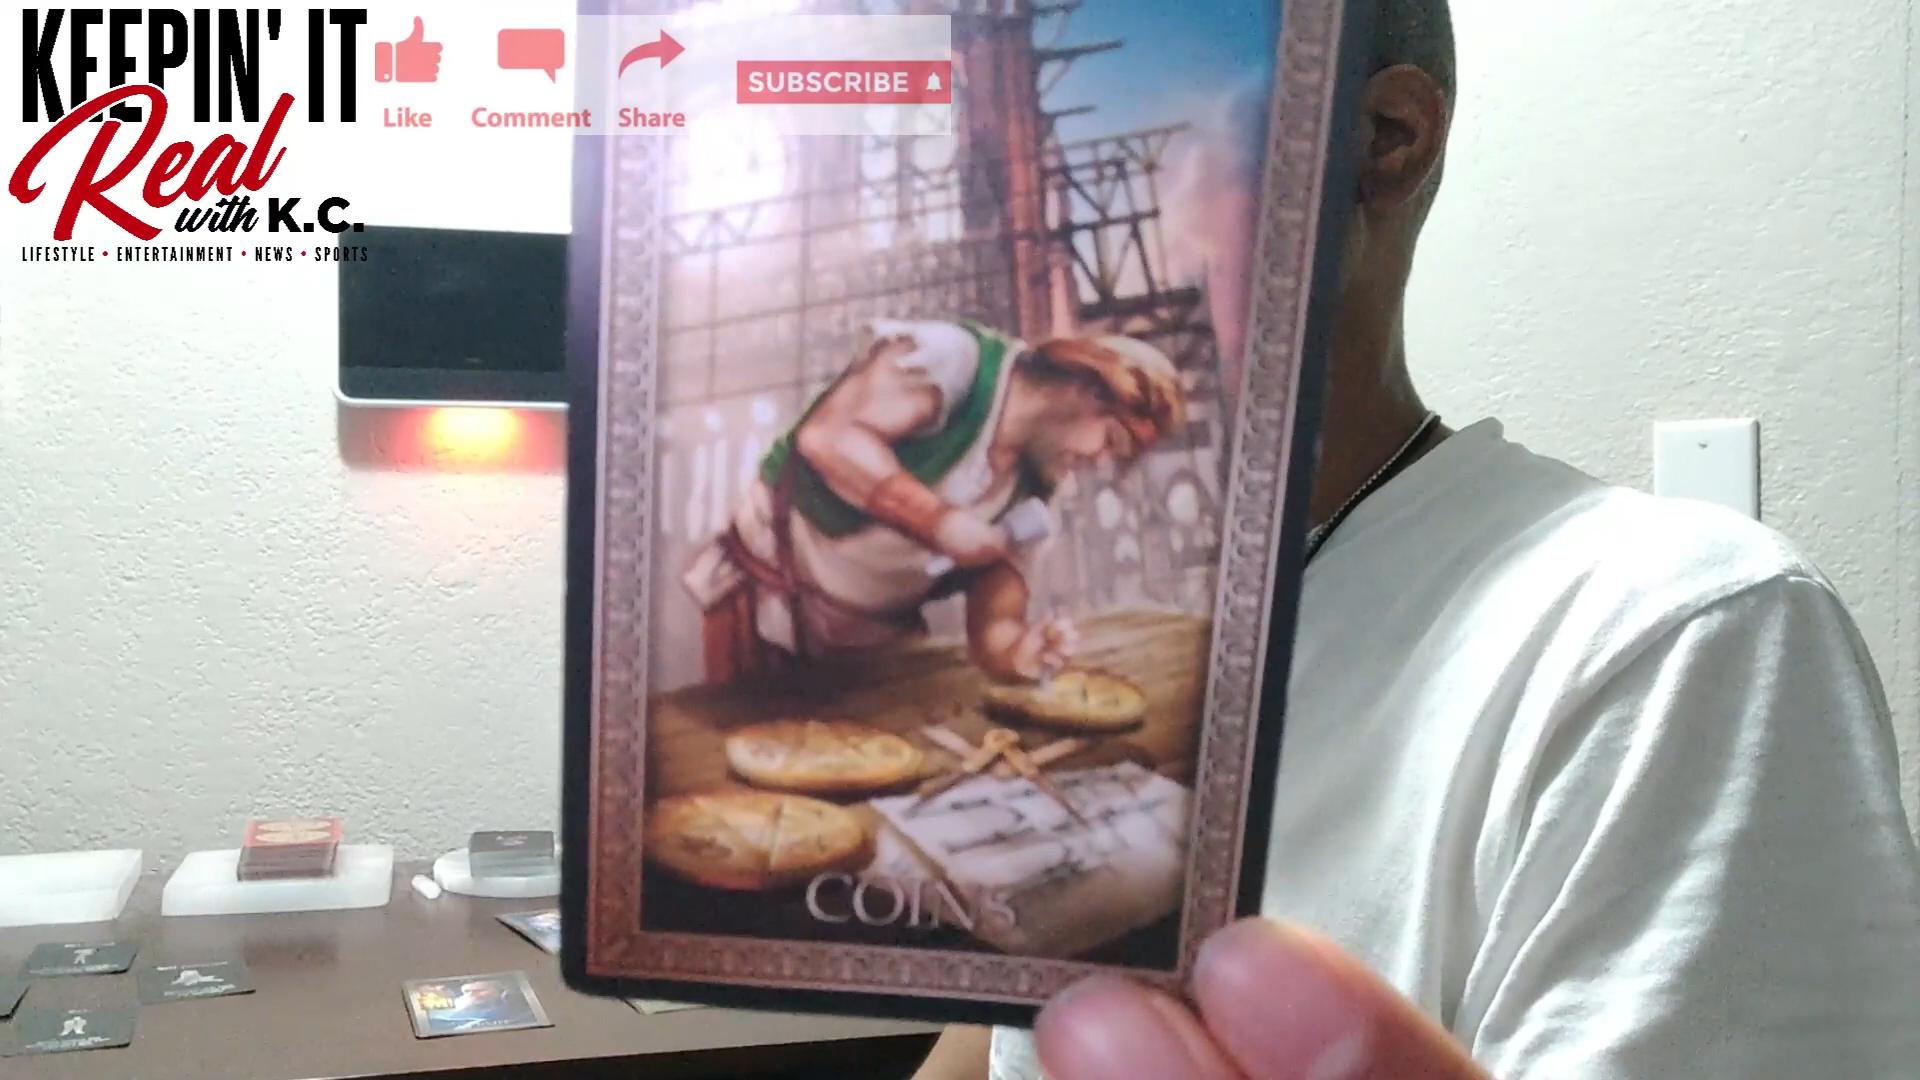 KEEPIN' IT
Real
with K.C.
LIFESTYLE • ENTERTAINMENT • NEWS • SPORTS
Like Comment Share
SUBSCRIBE
COINS